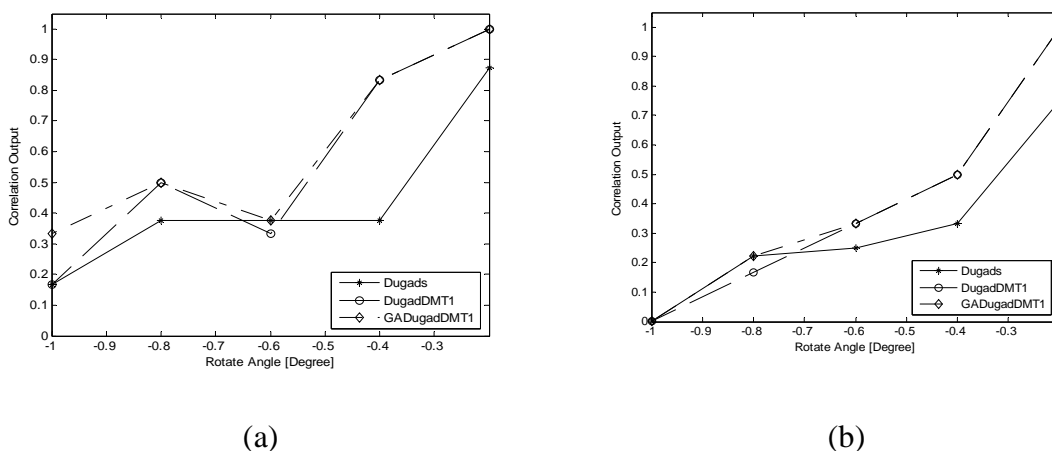 1
0.9
0.8
0.7
0.6
0.5
0.4
0.3
0.2
0.1
0
Correlation Output
-1 -0.9 -0.8 -0.7 -0.6 -0.5 -0.4 -0.3
Rotate Angle [Degree]
Dugads
DugadDMT1
GADugadDMT1
(a)
1
0.9
0.8
0.7
0.6
0.5
0.4
0.3
0.2
0.1
0
Correlation Output
-1 -0.9 -0.8 -0.7 -0.6 -0.5 -0.4 -0.3
Rotate Angle [Degree]
Dugads
DugadDMT1
GADugadDMT1
(b)